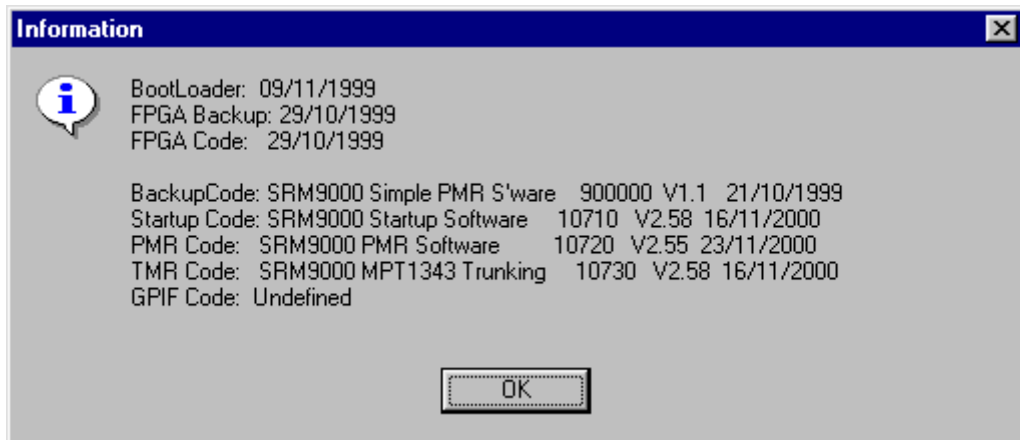 Information
BootLoader: 09/11/1999
FPGA Backup: 29/10/1999
FPGA Code: 29/10/1999
BackupCode: SRM9000 Simple PMR S'ware 900000 V1.1 21/10/1999
Startup Code: SRM9000 Startup Software 10710 V2.58 16/11/2000
PMR Code: SRM9000 PMR Software 10720 V2.55 23/11/2000
TMR Code: SRM9000 MPT1343 Trunking 10730 V2.58 16/11/2000
GPIF Code: Undefined
OK